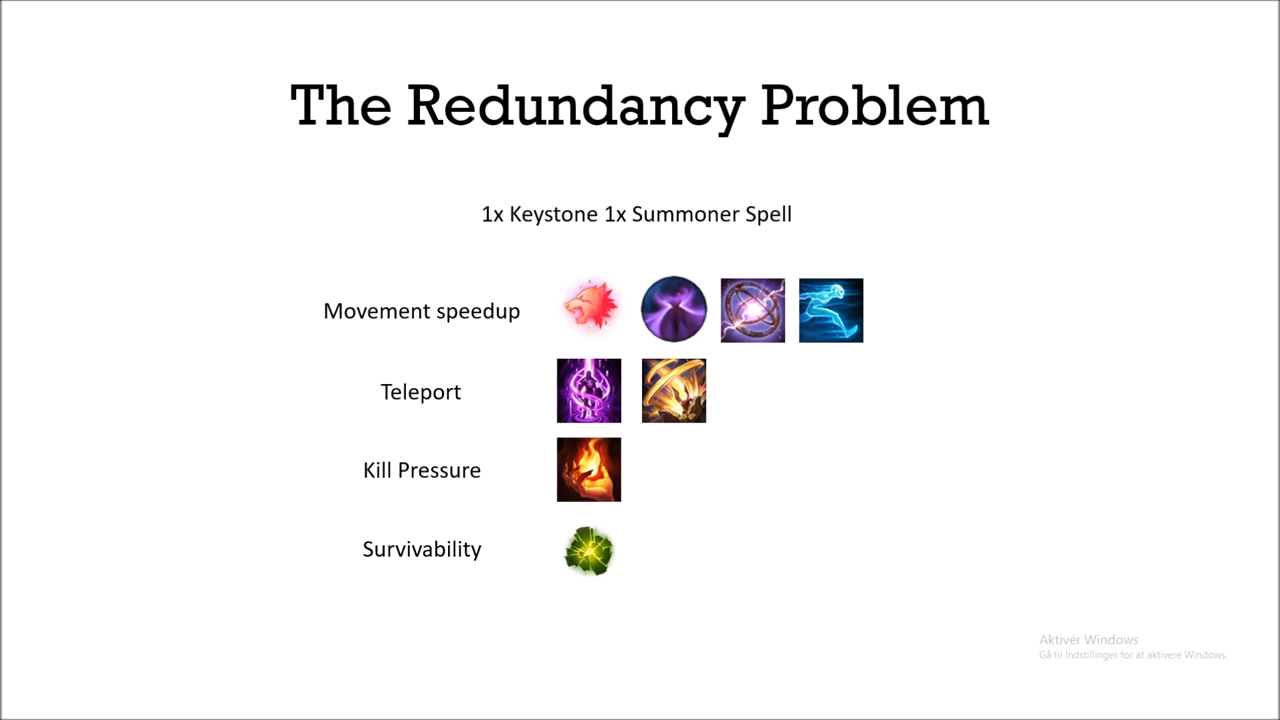 The Redundancy Problem
1x Keystone 1x Summoner Spell
Movement speedup
Teleport
Kill Pressure
Survivability
Aktivér Windows
Gå til Indstillinger for at aktivere Windows.